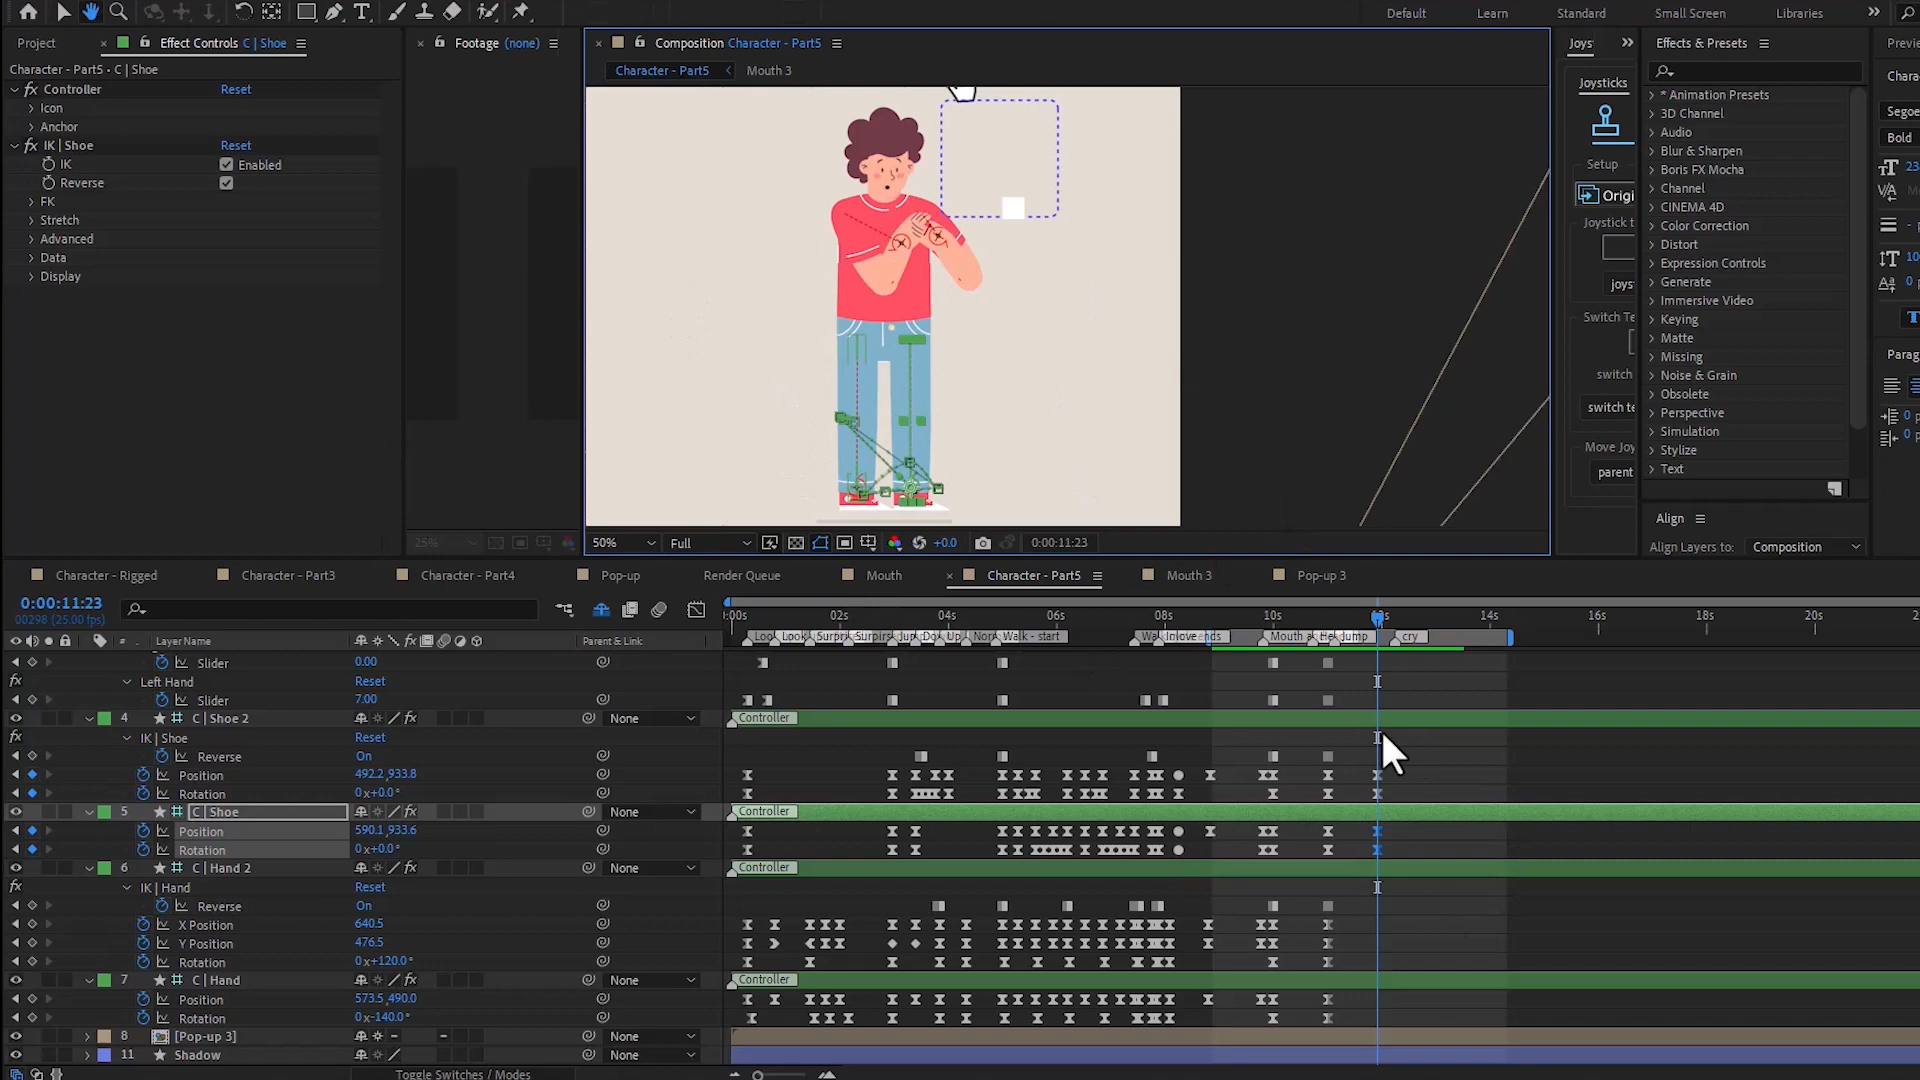 Default
Learn
Standard
Small Screen
Libraries
Project
Effect Controls C | Shoe
Footage (none)
Composition Character - Part5
Joys
Effects & Presets
Previe
Character - Part5 • C | Shoe
Character - Part5
Mouth 3
Chara
Controller
Reset
Joysticks
* Animation Presets
Icon
3D Channel
Segoe
Anchor
Audio
IK | Shoe
Reset
Blur & Sharpen
Bold
IK
Enabled
Setup
Boris FX Mocha
Reverse
Channel
FK
Origi
CINEMA 4D
Stretch
Joystick t
Color Correction
Advanced
Distort
Data
Expression Controls
Display
joys
Generate
Immersive Video
Switch Te
Keying
Matte
Missing
Parag
switch
Noise & Grain
Obsolete
switch te
Perspective
Simulation
Move Joy
Stylize
parent
Text
Align
25%
50%
Full
+0.0
0:00:11:23
Align Layers to:
Composition
Character - Rigged
Character - Part3
Character - Part4
Pop-up
Render Queue
Mouth
Character - Part5
Mouth 3
Pop-up 3
0:00:11:23
00298 (25.00 fps)
:00s
02s
04s
06s
08s
10s
14s
16s
18s
20s
#
Layer Name
Parent & Link
Walk - start
cry
Slider
0.00
Left Hand
Reset
Slider
7.00
4
C | Shoe 2
None
Controller
IK | Shoe
Reset
Reverse
On
Position
492.2,933.8
Rotation
0x+0.0°
5
C | Shoe
None
Controller
Position
590.1,933.6
Rotation
0x+0.0°
6
C | Hand 2
None
Controller
IK | Hand
Reset
Reverse
On
X Position
640.5
Y Position
476.5
Rotation
0x+120.0°
7
C | Hand
None
Controller
Position
573.5,490.0
Rotation
0x-140.0°
8
[Pop-up 3]
None
11
Shadow
None
Toggle Switches / Modes